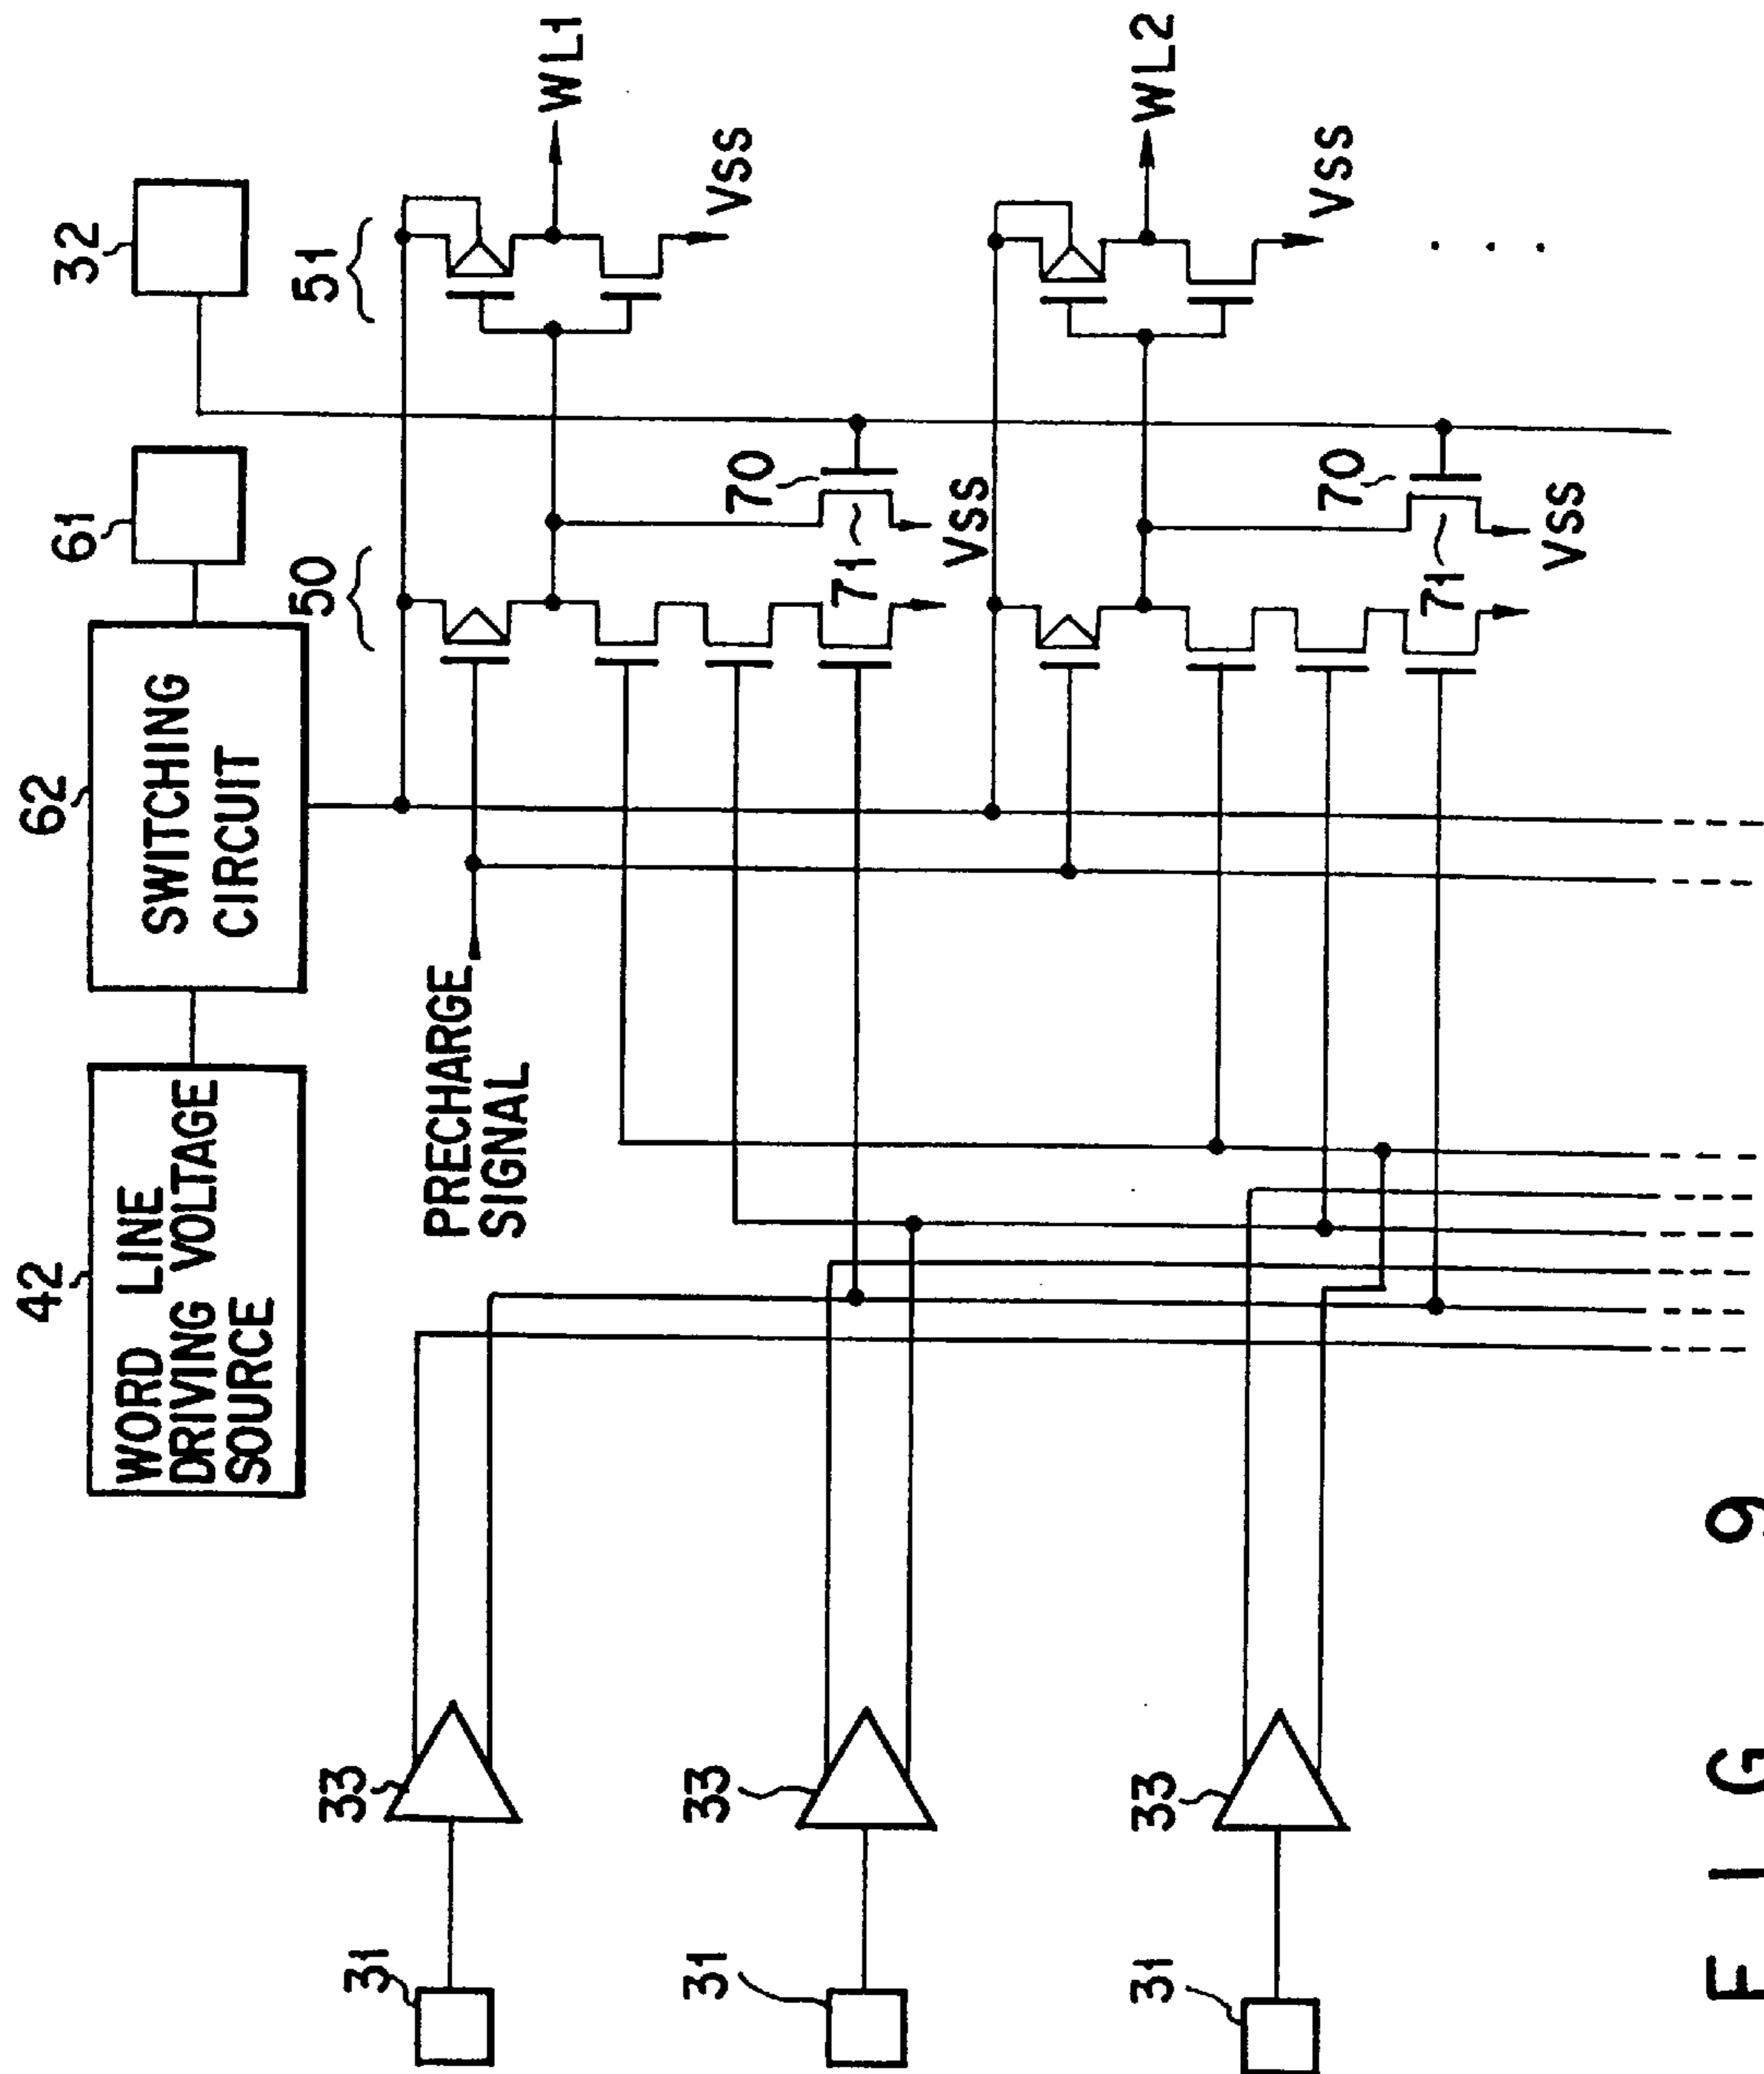 42
WORD LINE
DRIVING VOLTAGE
SOURCE
62
SWITCHING
CIRCUIT
61
32
PRECHARGE
SIGNAL
50
51
WL1
VSS
70
71
VSS
WL2
VSS
70
71
VSS
31
33
31
33
31
33
FIG 9